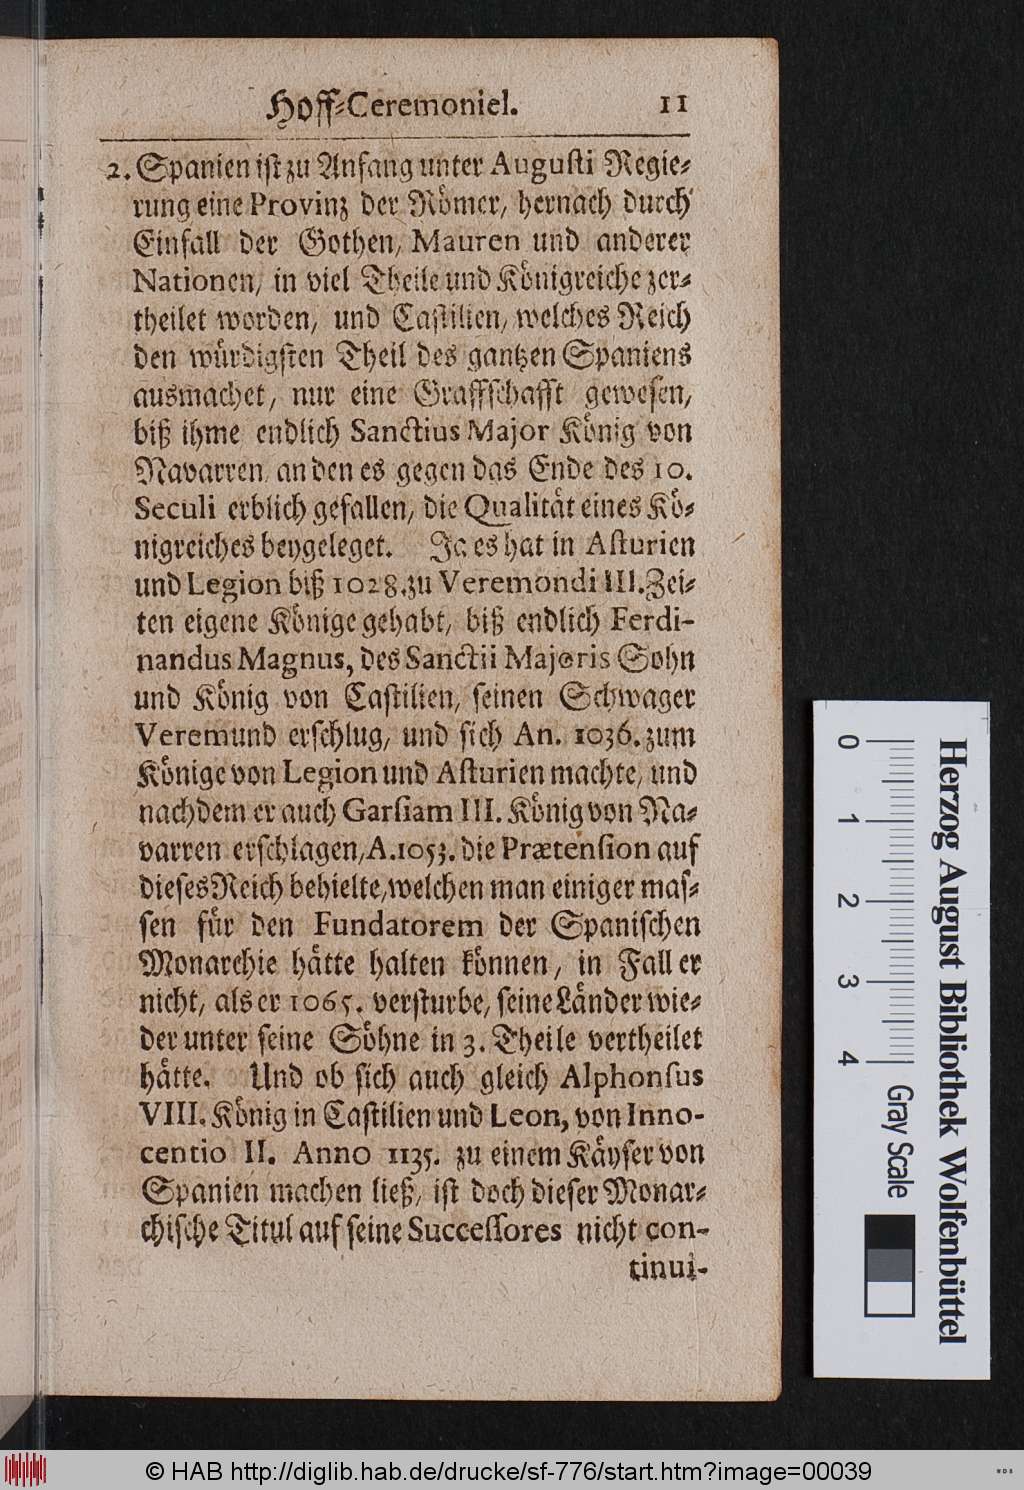 Hoff-Ceremoniel. 11
2. Spanien iſt zu Anfang unter Auguſti Regie-
rung eine Provinz der Römer, hernach durch
Einfall der Gothen, Mauren und anderer
Nationen, in viel Theile und Königreiche zer-
theilet worden, und Caſtilien, welches Reich
den würdigſten Theil des gantzen Spaniens
ausmachet, nur eine Graffſchafft geweſen,
biß ihme endlich Sanctius Major König von
Navarren, an den es gegen das Ende des 10.
Seculi erblich gefallen, die Qualität eines Kö-
nigreiches beygeleget. Ja es hat in Aſturien
und Legion biß 1028. zu Veremondi III. Zei-
ten eigene Könige gehabt, biß endlich Ferdi-
nandus Magnus, des Sanctii Majoris Sohn
und König von Caſtilien, ſeinen Schwager
Veremund erſchlug, und ſich An. 1036. zum
Könige von Legion und Aſturien machte, und
nachdem er auch Garſiam III. König von Na-
varren erſchlagen, A. 1053. die Prætenſion auf
dieſes Reich behielte, welchen man einiger maſ-
ſen für den Fundatorem der Spaniſchen
Monarchie hätte halten können, in Fall er
nicht, als er 1065. verſturbe, ſeine Länder wie-
der unter ſeine Söhne in 3. Theile vertheilet
hätte. Und ob ſich auch gleich Alphonſus
VIII. König in Caſtilien und Leon, von Inno-
centio II. Anno 1135. zu einem Käyſer von
Spanien machen ließ, iſt doch dieſer Monar-
chiſche Titul auf ſeine Succeſſores nicht con-
tinui-
Herzog August Bibliothek Wolfenbüttel
0 1 2 3 4 Gray Scale
© HAB http://diglib.hab.de/drucke/sf-776/start.htm?image=00039